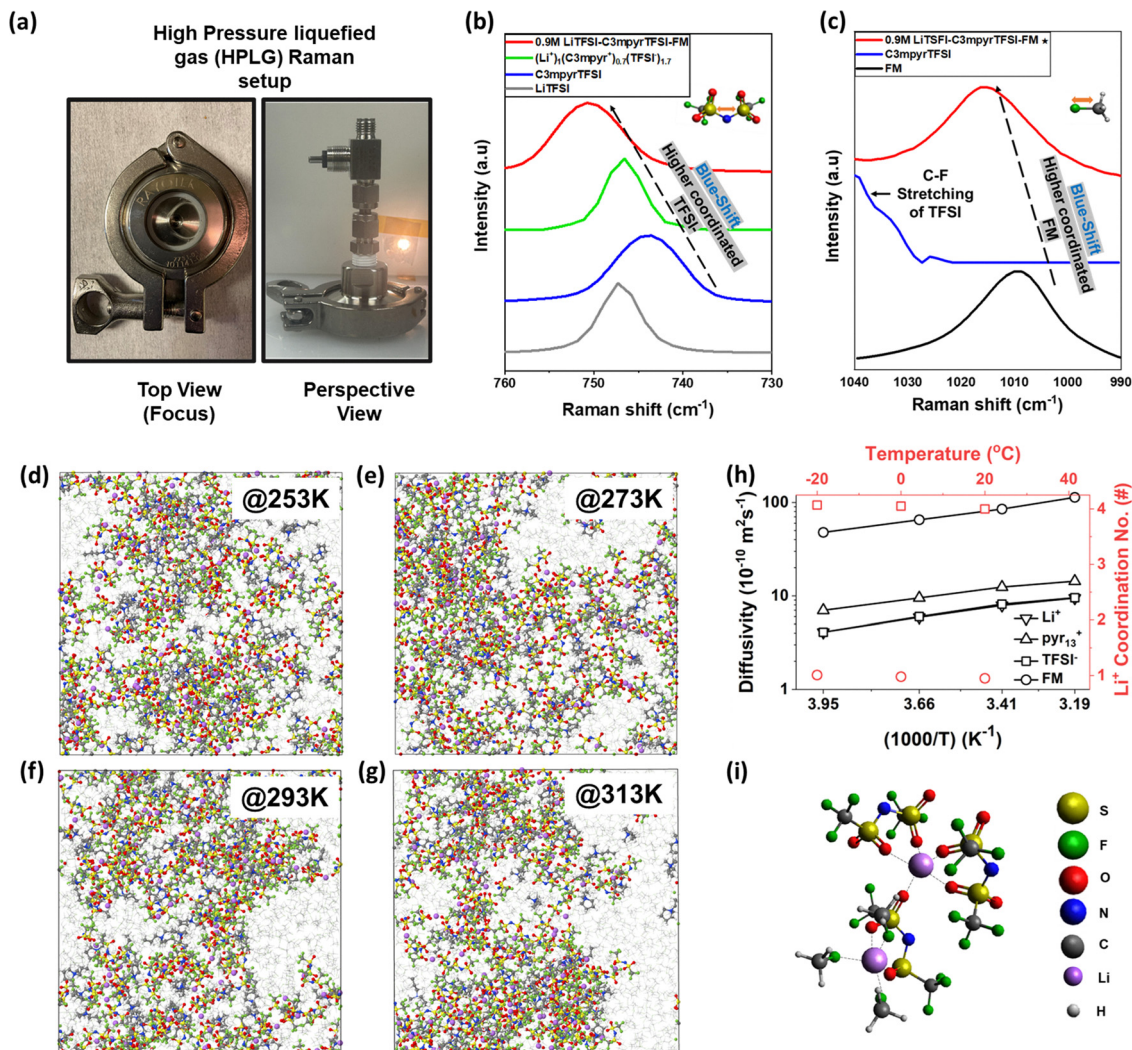 (a)
High Pressure liquefied
gas (HPLG) Raman
setup
Top View
(Focus)
Perspective
View
(b)
0.9M LiTFSI-C3mpyrTFSI-FM
(Li⁺)₁(C3mpyr⁺)₀.₇(TFSI⁻)₁.₇
C3mpyrTFSI
LiTFSI
Blue-Shift
Higher coordinated
TFSI-
Intensity (a.u)
760
750
740
730
Raman shift (cm⁻¹)
(c)
0.9M LiTSFI-C3mpyrTFSI-FM ★
C3mpyrTFSI
FM
C-F
Stretching
of TFSI
Blue-Shift
Higher coordinated
FM
Intensity (a.u)
1040
1030
1020
1010
1000
990
Raman shift (cm⁻¹)
(d)
@253K
(e)
@273K
(f)
@293K
(g)
@313K
(h)
Temperature (°C)
-20
0
20
40
100
10
1
Diffusivity (10⁻¹⁰ m²s⁻¹)
4
3
2
1
Li⁺ Coordination No. (#)
Li⁺
pyr₁₃⁺
TFSI⁻
FM
3.95
3.66
3.41
3.19
(1000/T) (K⁻¹)
(i)
S
F
O
N
C
Li
H